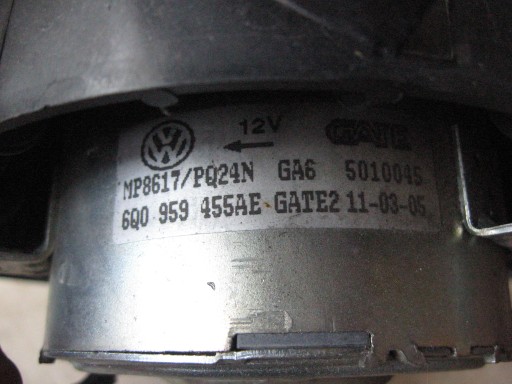 12V GATE
MP8617/PQ24N GA6 5010045
6Q0 959 455AE GATE2 11-03-05